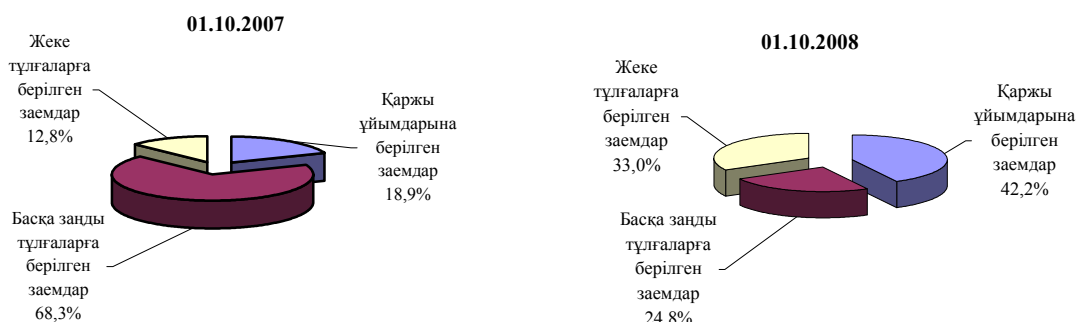 01.10.2007
Жеке
тұлғаларға
берілген
заемдар
12,8%
Қаржы
ұйымдарына
берілген
заемдар
18,9%
Басқа заңды
тұлғаларға
берілген
заемдар
68,3%
01.10.2008
Жеке
тұлғаларға
берілген
заемдар
33,0%
Қаржы
ұйымдарына
берілген
заемдар
42,2%
Басқа заңды
тұлғаларға
берілген
заемдар
24,8%